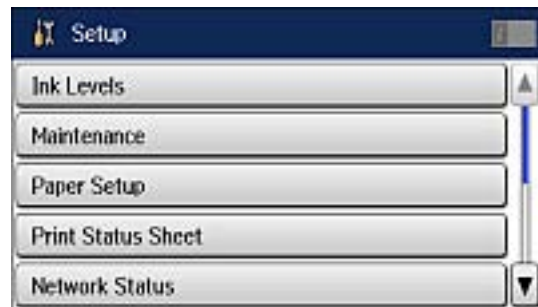 Setup
Ink Levels
Maintenance
Paper Setup
Print Status Sheet
Network Status